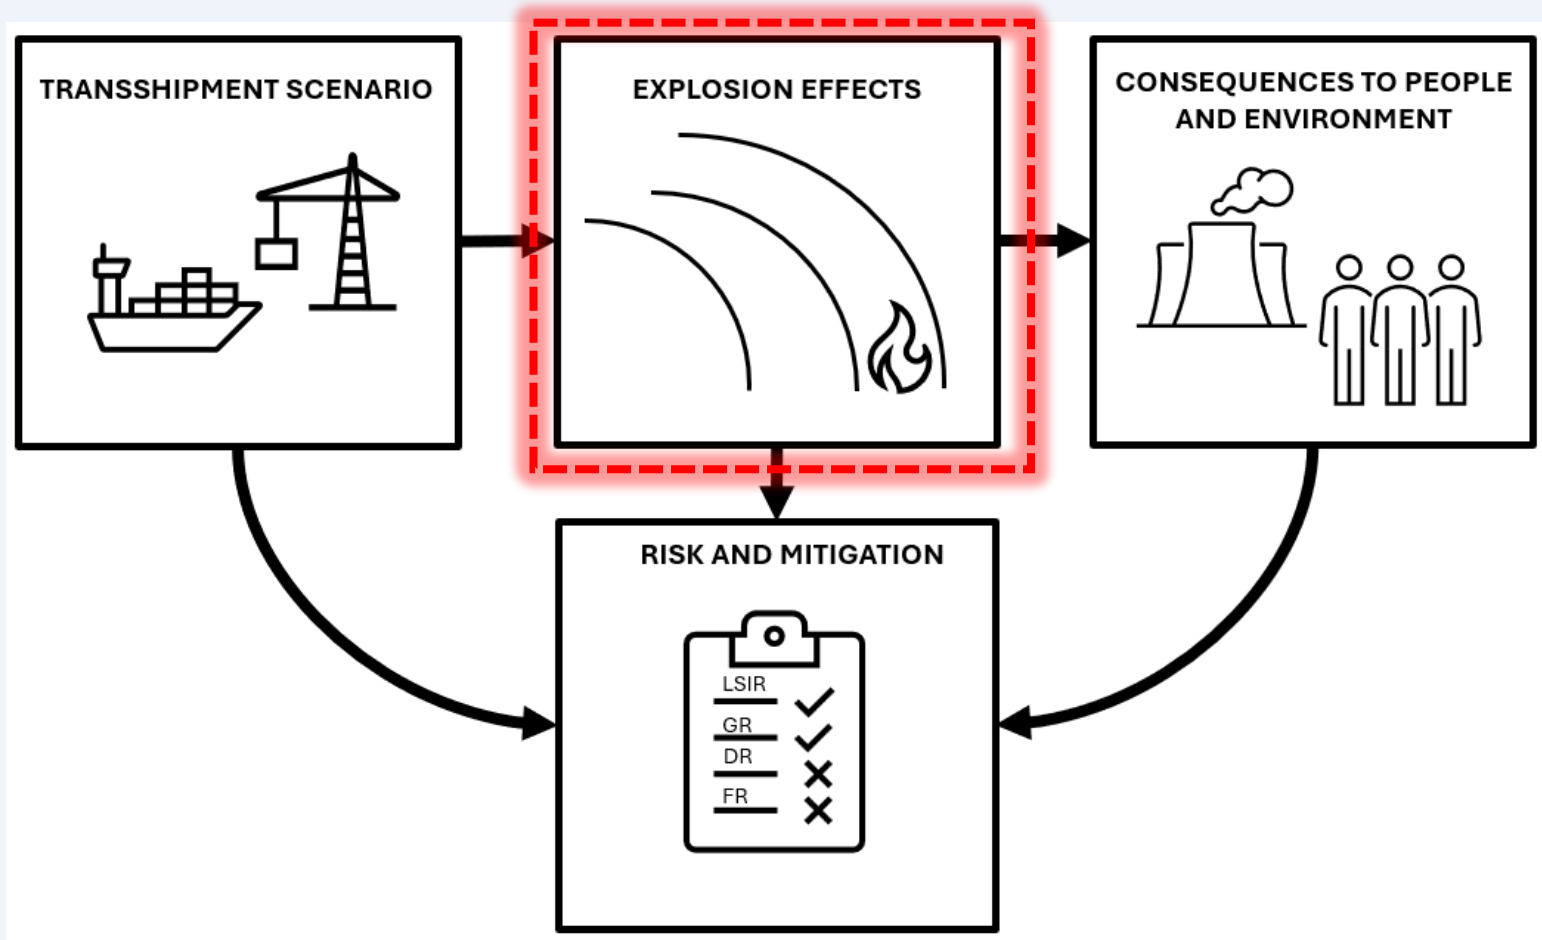 TRANSSHIPMENT SCENARIO
EXPLOSION EFFECTS
CONSEQUENCES TO PEOPLE
AND ENVIRONMENT
RISK AND MITIGATION
LSIR
GR
DR
FR